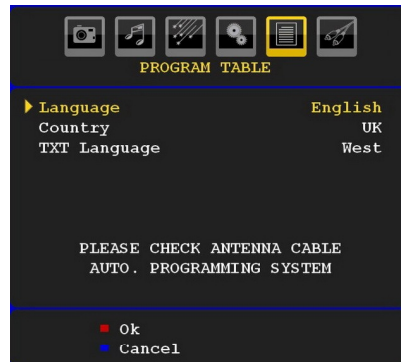 PROGRAM TABLE
Language English
Country UK
TXT Language West
PLEASE CHECK ANTENNA CABLE
AUTO. PROGRAMMING SYSTEM
Ok
Cancel